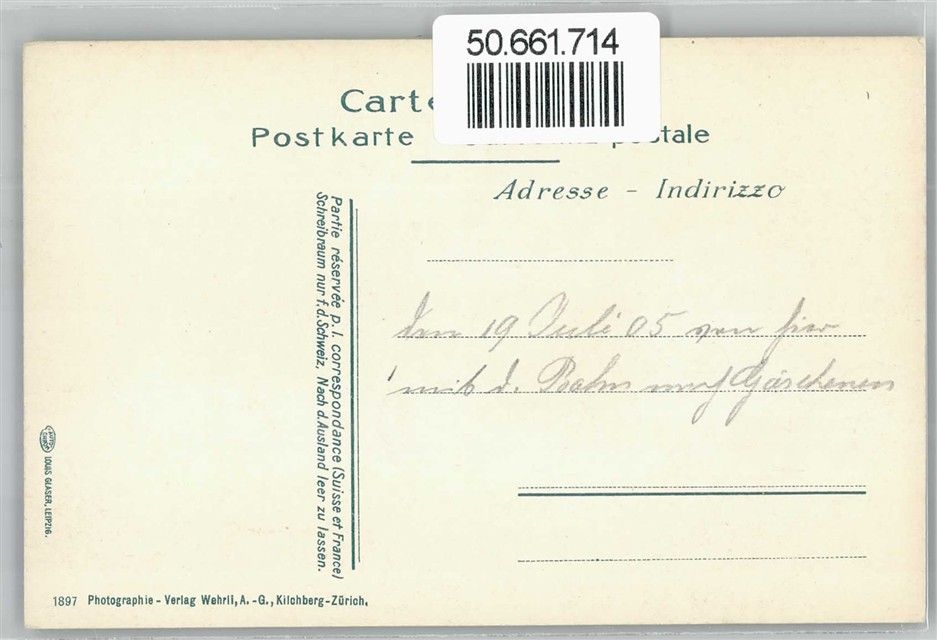 50.661.714
Carte
Postkarte postale
Adresse - Indirizzo
Partie réservée p. l. correspondance (Suisse et France)
Schreibraum nur f. d. Schweiz. Nach d. Ausland leer zu lassen.
den 19 Juli 05 von hier
mit d. Bahn nach Göschenen
LOUIS GLASER, LEIPZIG.
1897 Photographie - Verlag Wehrli, A. - G., Kilchberg-Zürich.